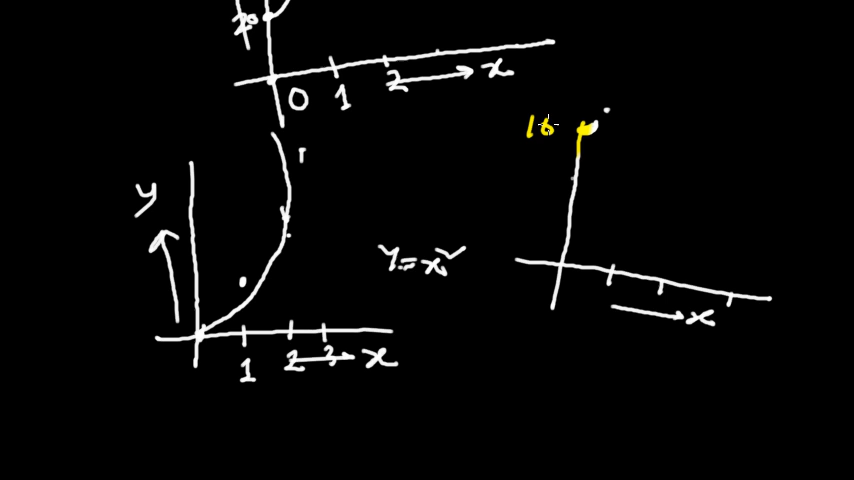 0 1 2 x
16
y
y = x²
x
1 2 3 x